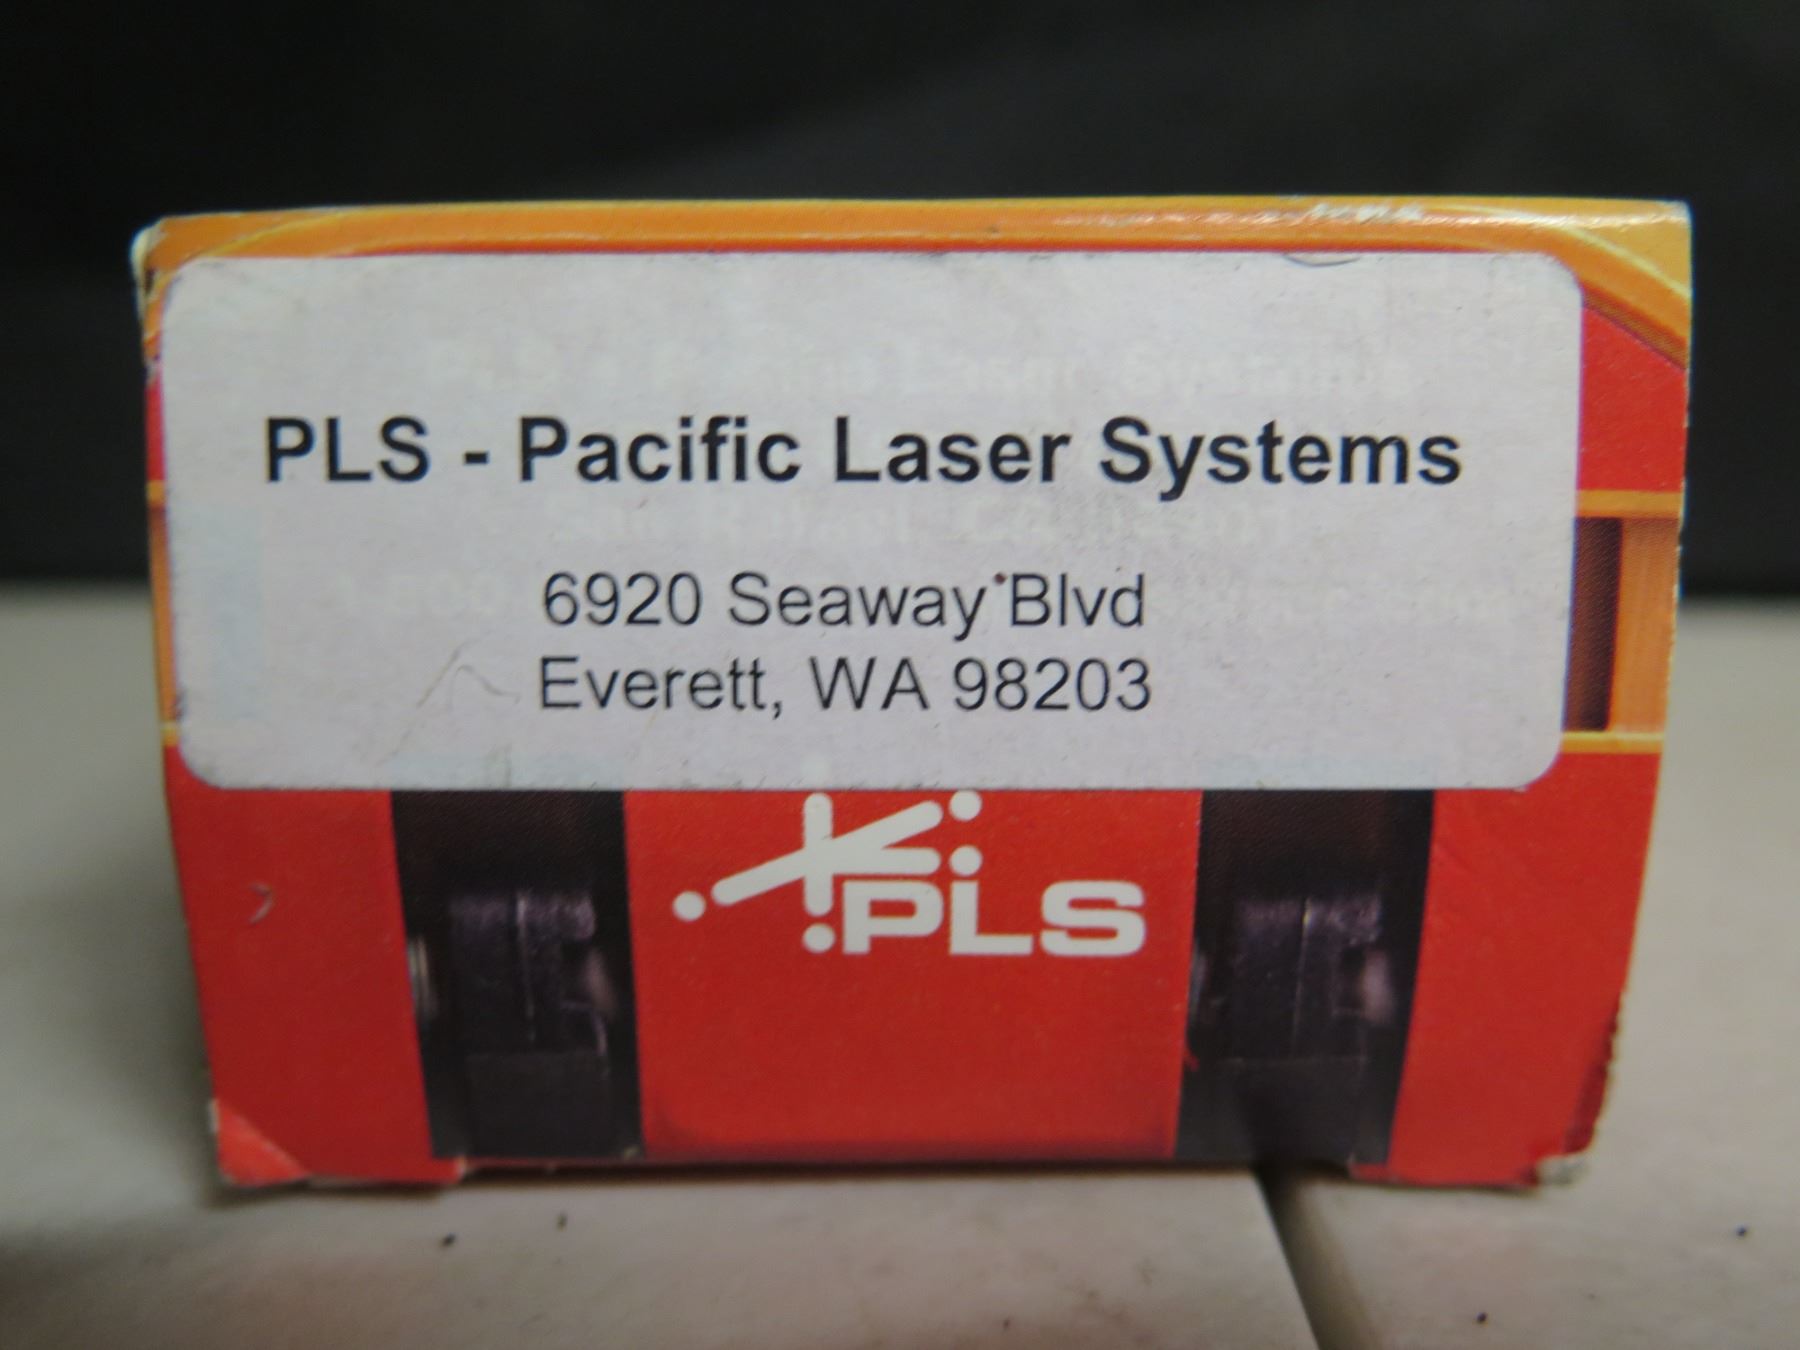 PLS - Pacific Laser Systems
6920 Seaway Blvd
Everett, WA 98203
PLS